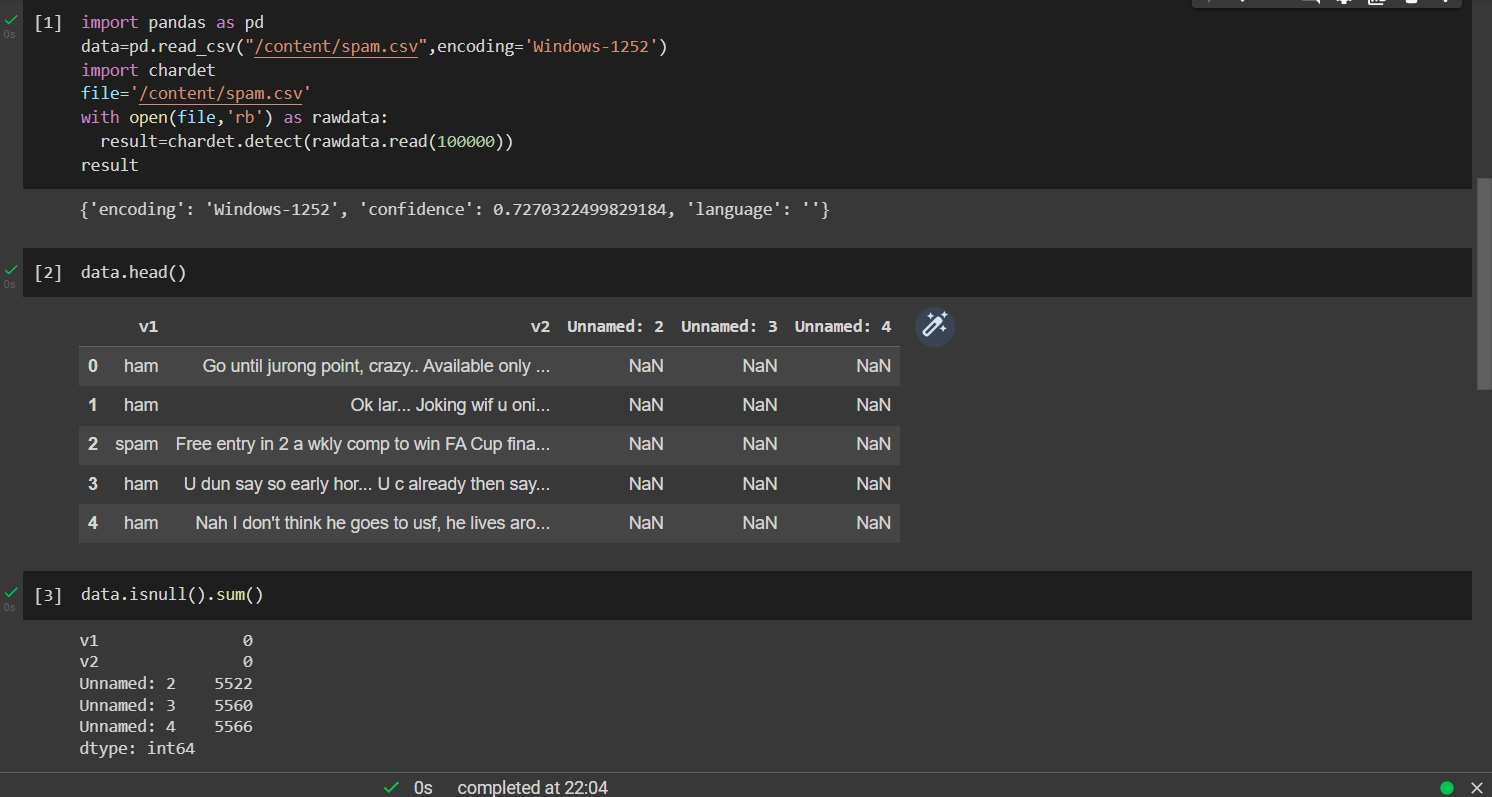 [1] import pandas as pd
data=pd.read_csv("/content/spam.csv",encoding='Windows-1252')
import chardet
file='/content/spam.csv'
with open(file,'rb') as rawdata:
  result=chardet.detect(rawdata.read(100000))
result
0s
{'encoding': 'Windows-1252', 'confidence': 0.7270322499829184, 'language': ''}
[2] data.head()
0s
v1 v2 Unnamed: 2 Unnamed: 3 Unnamed: 4
0 ham Go until jurong point, crazy.. Available only ... NaN NaN NaN
1 ham Ok lar... Joking wif u oni... NaN NaN NaN
2 spam Free entry in 2 a wkly comp to win FA Cup fina... NaN NaN NaN
3 ham U dun say so early hor... U c already then say... NaN NaN NaN
4 ham Nah I don't think he goes to usf, he lives aro... NaN NaN NaN
[3] data.isnull().sum()
0s
v1 0
v2 0
Unnamed: 2 5522
Unnamed: 3 5560
Unnamed: 4 5566
dtype: int64
0s completed at 22:04